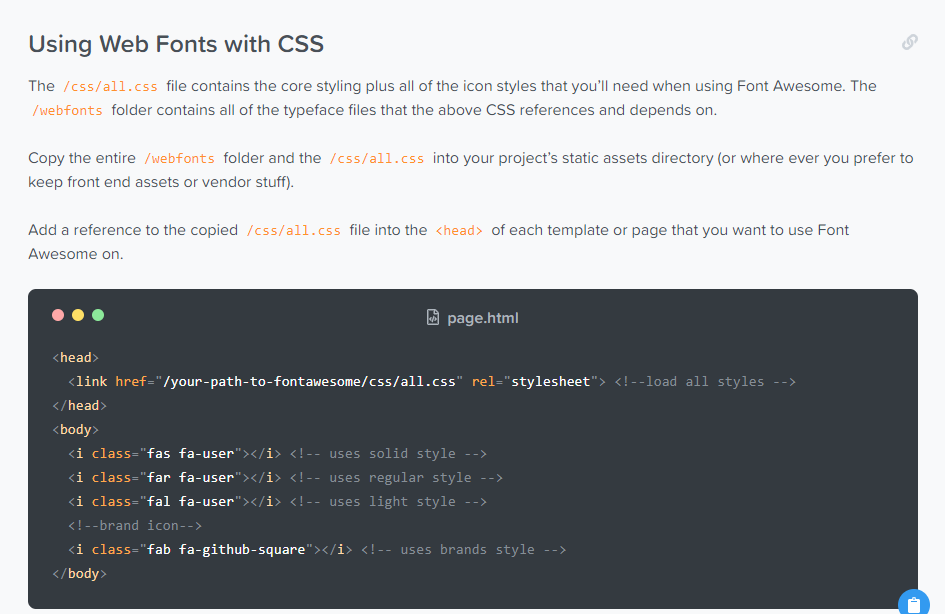 Using Web Fonts with CSS
The /css/all.css file contains the core styling plus all of the icon styles that you’ll need when using Font Awesome. The
/webfonts folder contains all of the typeface files that the above CSS references and depends on.
Copy the entire /webfonts folder and the /css/all.css into your project’s static assets directory (or where ever you prefer to
keep front end assets or vendor stuff).
Add a reference to the copied /css/all.css file into the <head> of each template or page that you want to use Font
Awesome on.
page.html
<head>
  <link href="/your-path-to-fontawesome/css/all.css" rel="stylesheet"> <!--load all styles -->
</head>
<body>
  <i class="fas fa-user"></i> <!-- uses solid style -->
  <i class="far fa-user"></i> <!-- uses regular style -->
  <i class="fal fa-user"></i> <!-- uses light style -->
  <!--brand icon-->
  <i class="fab fa-github-square"></i> <!-- uses brands style -->
</body>